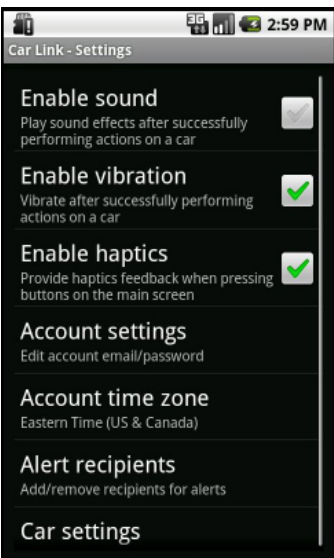 3G
2:59 PM
Car Link - Settings
Enable sound
Play sound effects after successfully
performing actions on a car
Enable vibration
Vibrate after successfully performing
actions on a car
Enable haptics
Provide haptics feedback when pressing
buttons on the main screen
Account settings
Edit account email/password
Account time zone
Eastern Time (US & Canada)
Alert recipients
Add/remove recipients for alerts
Car settings